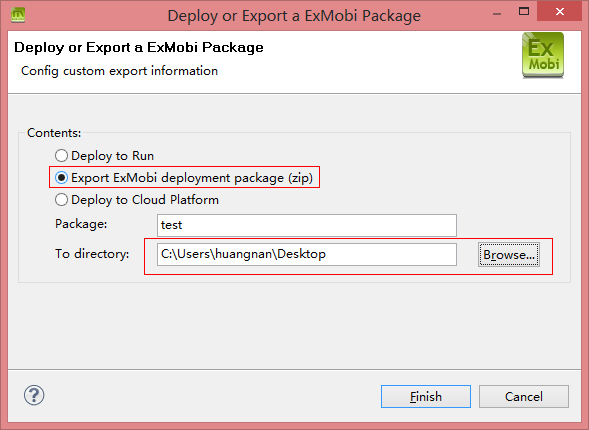 Deploy or Export a ExMobi Package
Deploy or Export a ExMobi Package
Config custom export information
Ex
Mobi
Contents:
Deploy to Run
Export ExMobi deployment package (zip)
Deploy to Cloud Platform
Package: test
To directory: C:\Users\huangnan\Desktop Browse...
? Finish Cancel